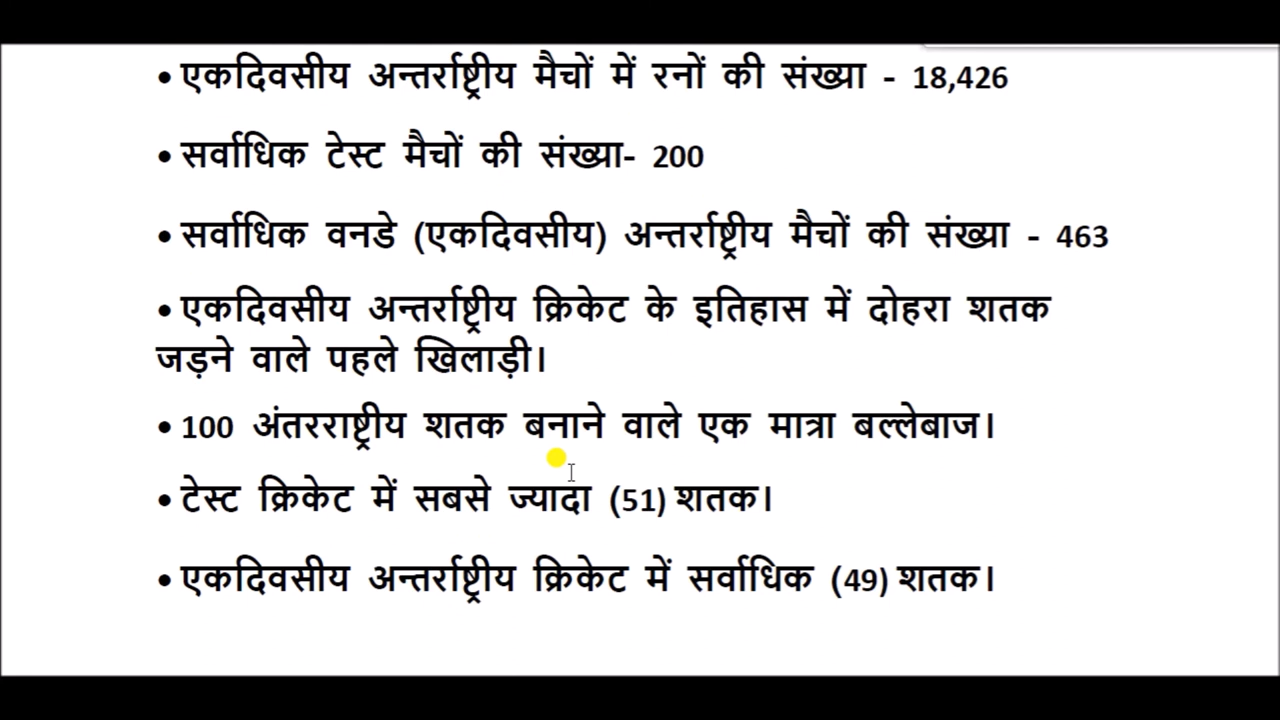 • एकदिवसीय अन्तर्राष्ट्रीय मैचों में रनों की संख्या - 18,426
• सर्वाधिक टेस्ट मैचों की संख्या- 200
• सर्वाधिक वनडे (एकदिवसीय) अन्तर्राष्ट्रीय मैचों की संख्या - 463
• एकदिवसीय अन्तर्राष्ट्रीय क्रिकेट के इतिहास में दोहरा शतक
जड़ने वाले पहले खिलाड़ी।
• 100 अंतरराष्ट्रीय शतक बनाने वाले एक मात्रा बल्लेबाज।
• टेस्ट क्रिकेट में सबसे ज्यादा (51) शतक।
• एकदिवसीय अन्तर्राष्ट्रीय क्रिकेट में सर्वाधिक (49) शतक।